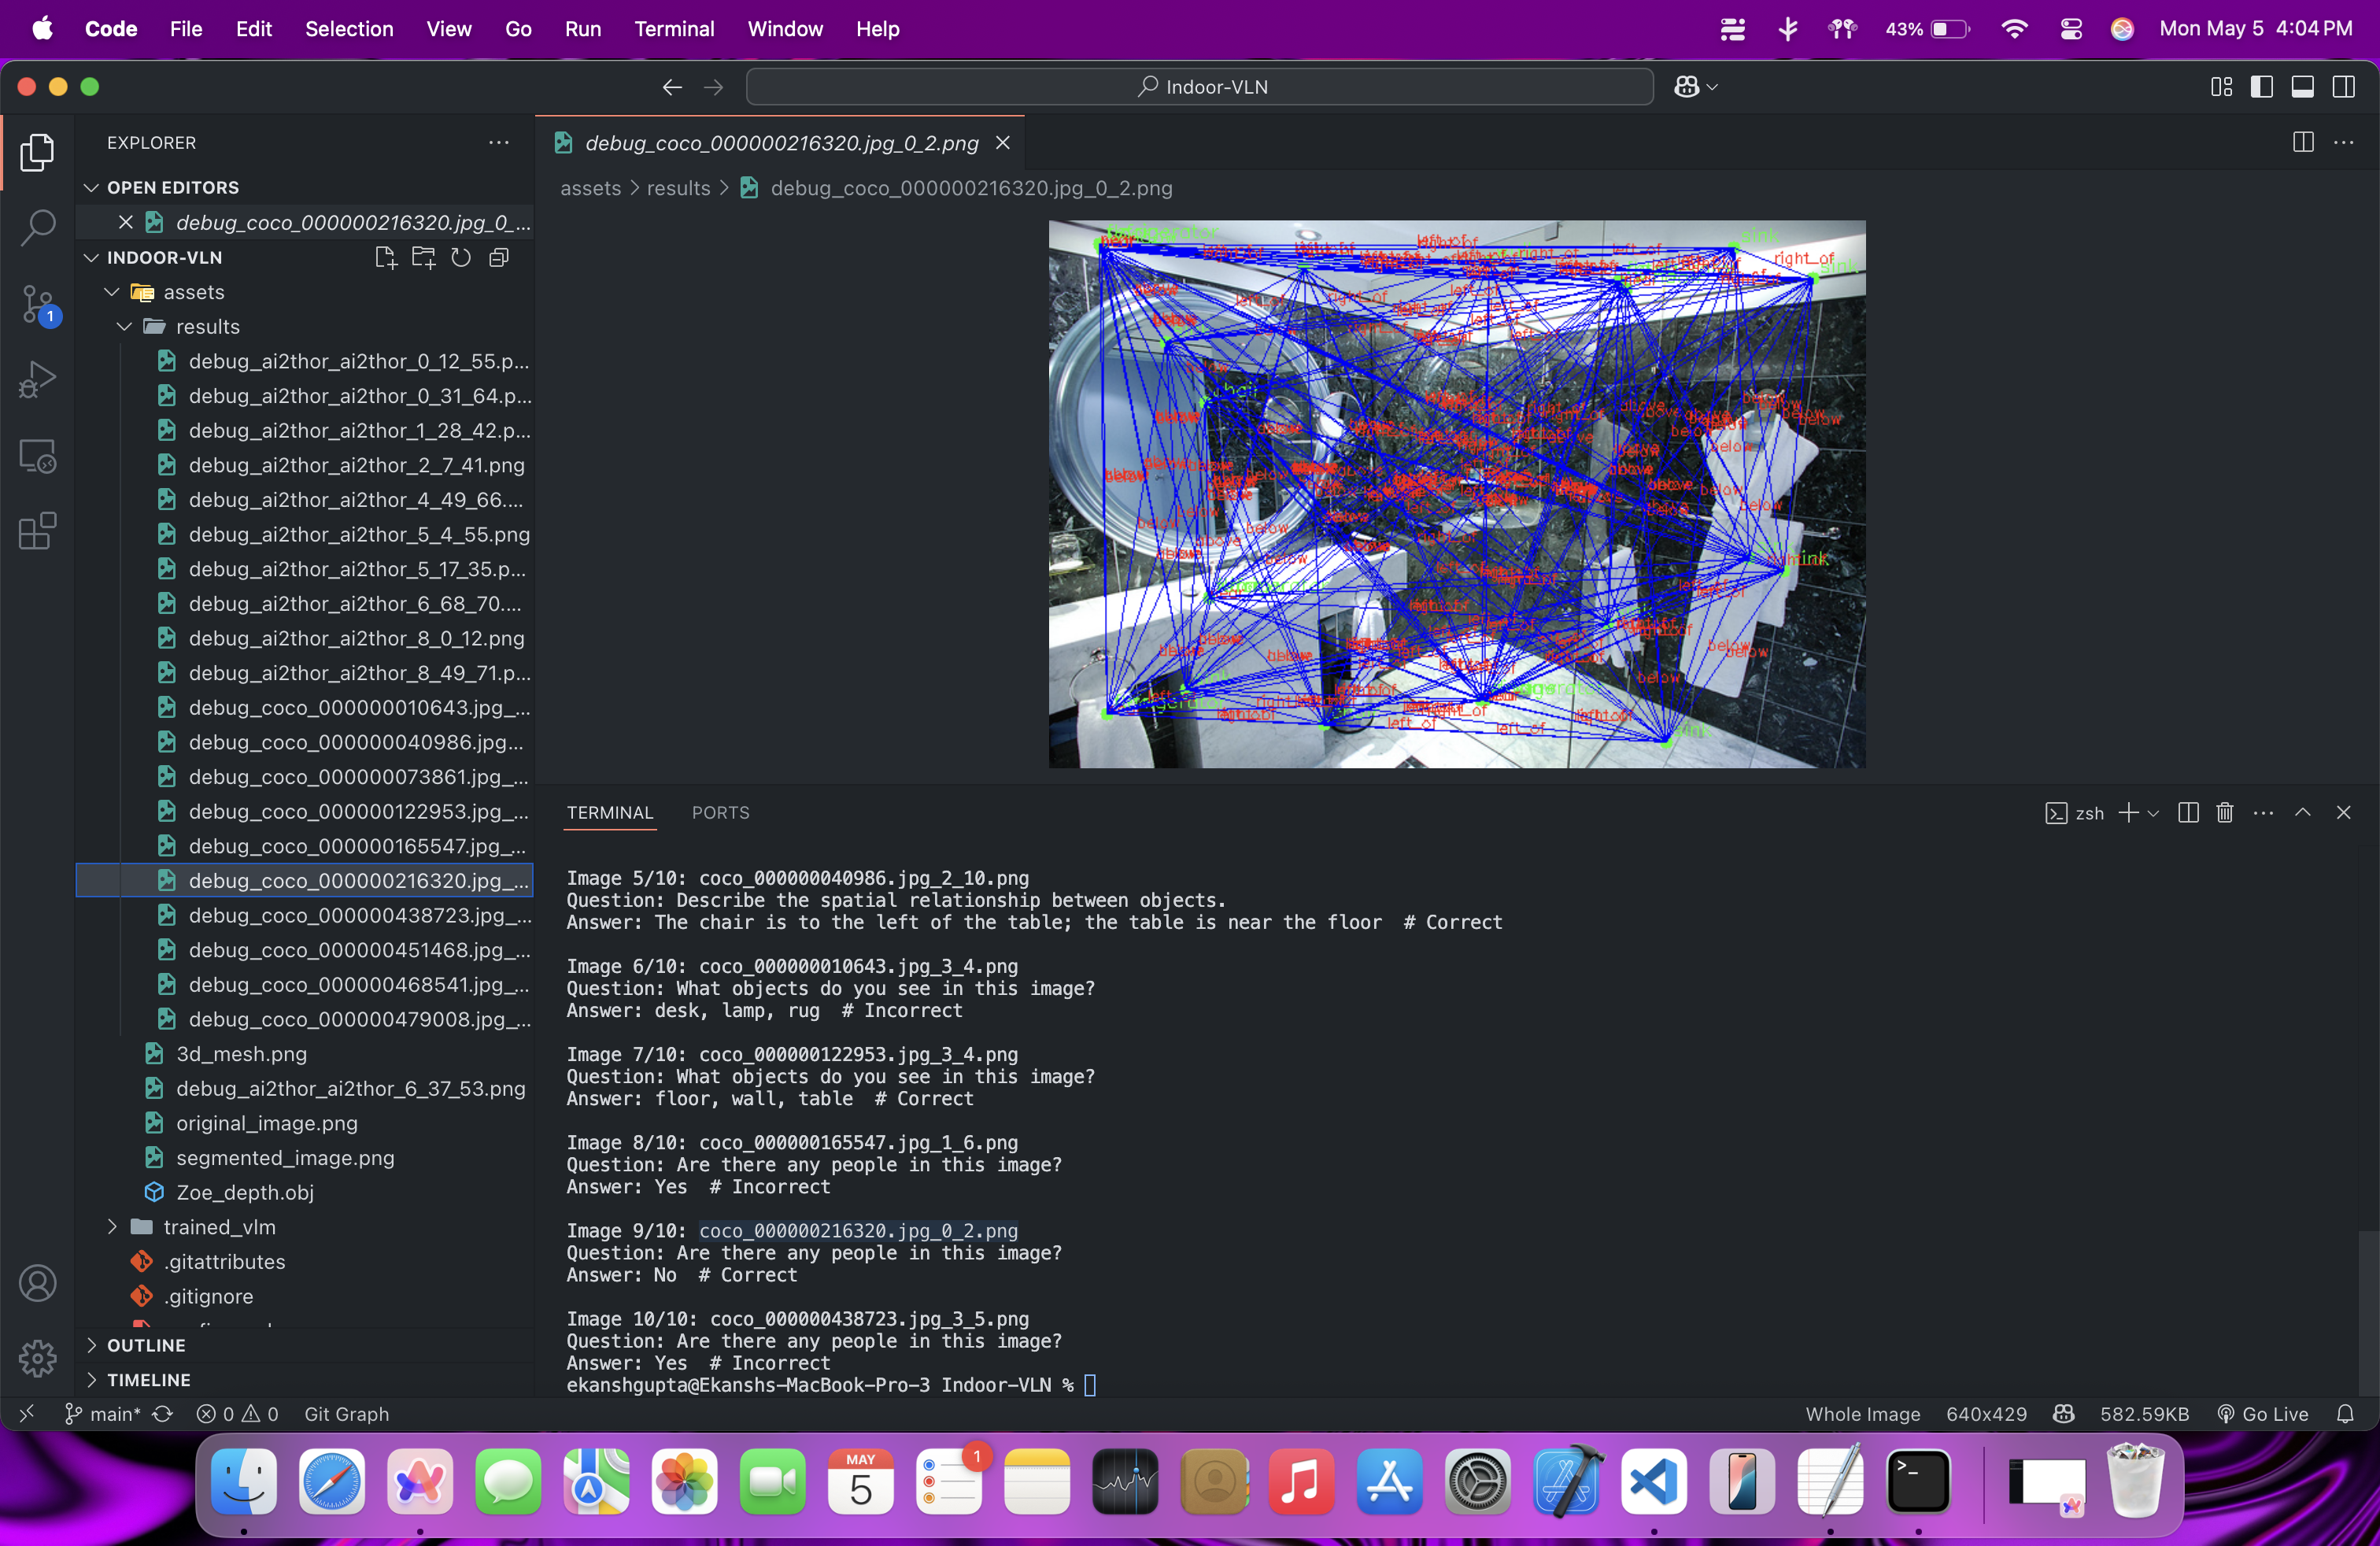 Code File Edit Selection View Go Run Terminal Window Help
43% Mon May 5 4:04 PM
Indoor-VLN
EXPLORER
OPEN EDITORS
debug_coco_000000216320.jpg_0_...
INDOOR-VLN
assets
results
debug_ai2thor_ai2thor_0_12_55.p...
debug_ai2thor_ai2thor_0_31_64.p...
debug_ai2thor_ai2thor_1_28_42.p...
debug_ai2thor_ai2thor_2_7_41.png
debug_ai2thor_ai2thor_4_49_66....
debug_ai2thor_ai2thor_5_4_55.png
debug_ai2thor_ai2thor_5_17_35.p...
debug_ai2thor_ai2thor_6_68_70....
debug_ai2thor_ai2thor_8_0_12.png
debug_ai2thor_ai2thor_8_49_71.p...
debug_coco_000000010643.jpg_...
debug_coco_000000040986.jpg...
debug_coco_000000073861.jpg_...
debug_coco_000000122953.jpg_...
debug_coco_000000165547.jpg_...
debug_coco_000000216320.jpg_...
debug_coco_000000438723.jpg_...
debug_coco_000000451468.jpg_...
debug_coco_000000468541.jpg_...
debug_coco_000000479008.jpg_...
3d_mesh.png
debug_ai2thor_ai2thor_6_37_53.png
original_image.png
segmented_image.png
Zoe_depth.obj
trained_vlm
.gitattributes
.gitignore
OUTLINE
TIMELINE
debug_coco_000000216320.jpg_0_2.png
assets > results > debug_coco_000000216320.jpg_0_2.png
sink
right_of
left_of
below
TERMINAL PORTS
zsh
Image 5/10: coco_000000040986.jpg_2_10.png
Question: Describe the spatial relationship between objects.
Answer: The chair is to the left of the table; the table is near the floor # Correct
Image 6/10: coco_000000010643.jpg_3_4.png
Question: What objects do you see in this image?
Answer: desk, lamp, rug # Incorrect
Image 7/10: coco_000000122953.jpg_3_4.png
Question: What objects do you see in this image?
Answer: floor, wall, table # Correct
Image 8/10: coco_000000165547.jpg_1_6.png
Question: Are there any people in this image?
Answer: Yes # Incorrect
Image 9/10: coco_000000216320.jpg_0_2.png
Question: Are there any people in this image?
Answer: No # Correct
Image 10/10: coco_000000438723.jpg_3_5.png
Question: Are there any people in this image?
Answer: Yes # Incorrect
ekanshgupta@Ekanshs-MacBook-Pro-3 Indoor-VLN %
main* 0 0 Git Graph
Whole Image 640x429 582.59KB Go Live
1
MAY
5
1